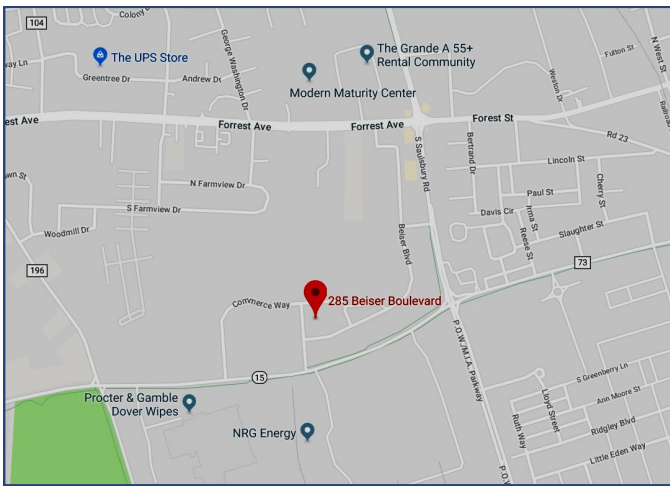 104
Colony
The UPS Store
way Ln
Greentree Dr
Andrew Dr
George Washington Dr
The Grande A 55+
Rental Community
Modern Maturity Center
Fulton St
N West St
Weston Dr
Railroad
est Ave
Forrest Ave
Forrest Ave
Forest St
Rd 23
S Saulsbury Rd
Bertrand Dr
Lincoln St
wn St
N Farmview Dr
S Farmview Dr
Paul St
Cherry St
Davis Cir
Irma St
Reese St
Slaughter St
Woodmill Dr
Beiser Blvd
196
73
Commerce Way
285 Beiser Boulevard
P.O.W./M.I.A. Parkway
15
Procter & Gamble
Dover Wipes
NRG Energy
S Greenberry Ln
Ann Moore St
Lloyd Street
Ruth Way
Ridgley Blvd
Little Eden Way
P.O.W